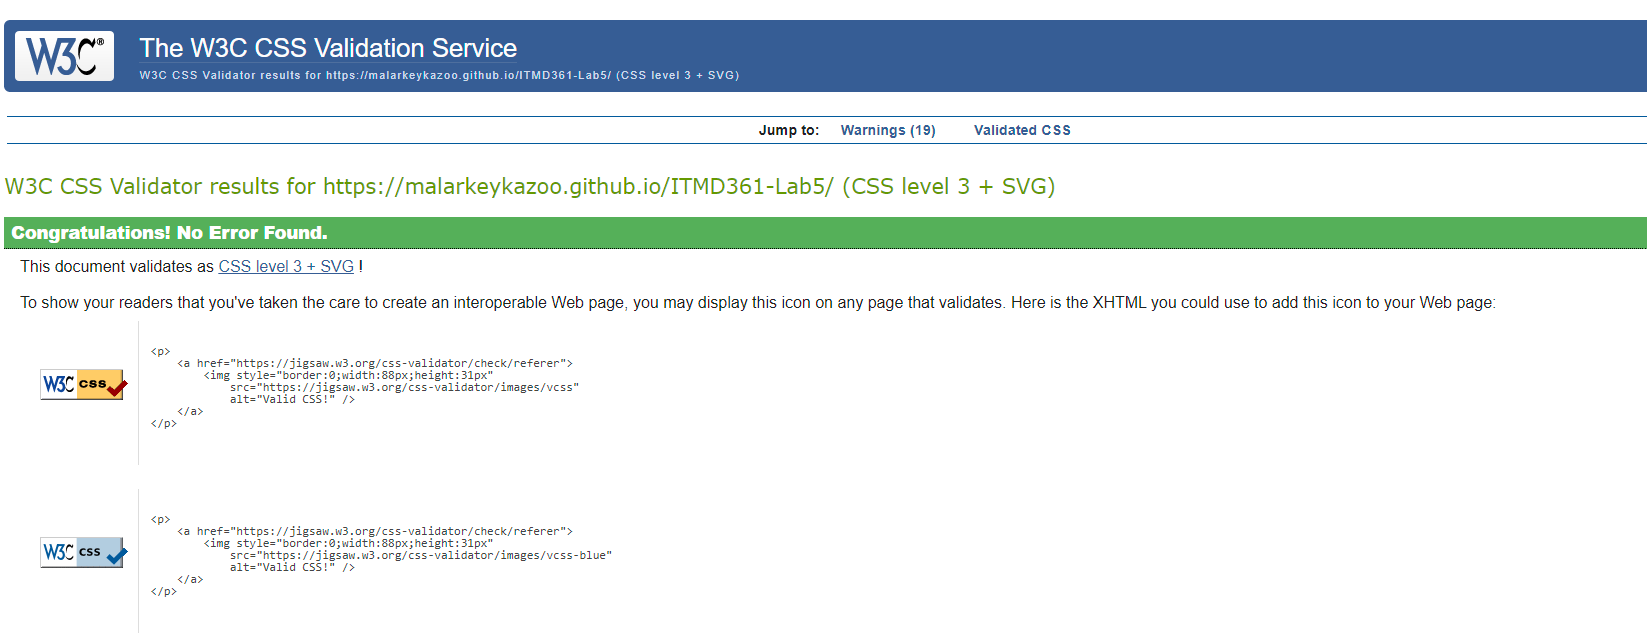 W3C®
The W3C CSS Validation Service
W3C CSS Validator results for https://malarkeykazoo.github.io/ITMD361-Lab5/ (CSS level 3 + SVG)
Jump to: Warnings (19) Validated CSS
W3C CSS Validator results for https://malarkeykazoo.github.io/ITMD361-Lab5/ (CSS level 3 + SVG)
Congratulations! No Error Found.
This document validates as CSS level 3 + SVG !
To show your readers that you've taken the care to create an interoperable Web page, you may display this icon on any page that validates. Here is the XHTML you could use to add this icon to your Web page:
W3C css
<p>
<a href="https://jigsaw.w3.org/css-validator/check/referer">
<img style="border:0;width:88px;height:31px"
src="https://jigsaw.w3.org/css-validator/images/vcss"
alt="Valid CSS!" />
</a>
</p>
W3C css
<p>
<a href="https://jigsaw.w3.org/css-validator/check/referer">
<img style="border:0;width:88px;height:31px"
src="https://jigsaw.w3.org/css-validator/images/vcss-blue"
alt="Valid CSS!" />
</a>
</p>